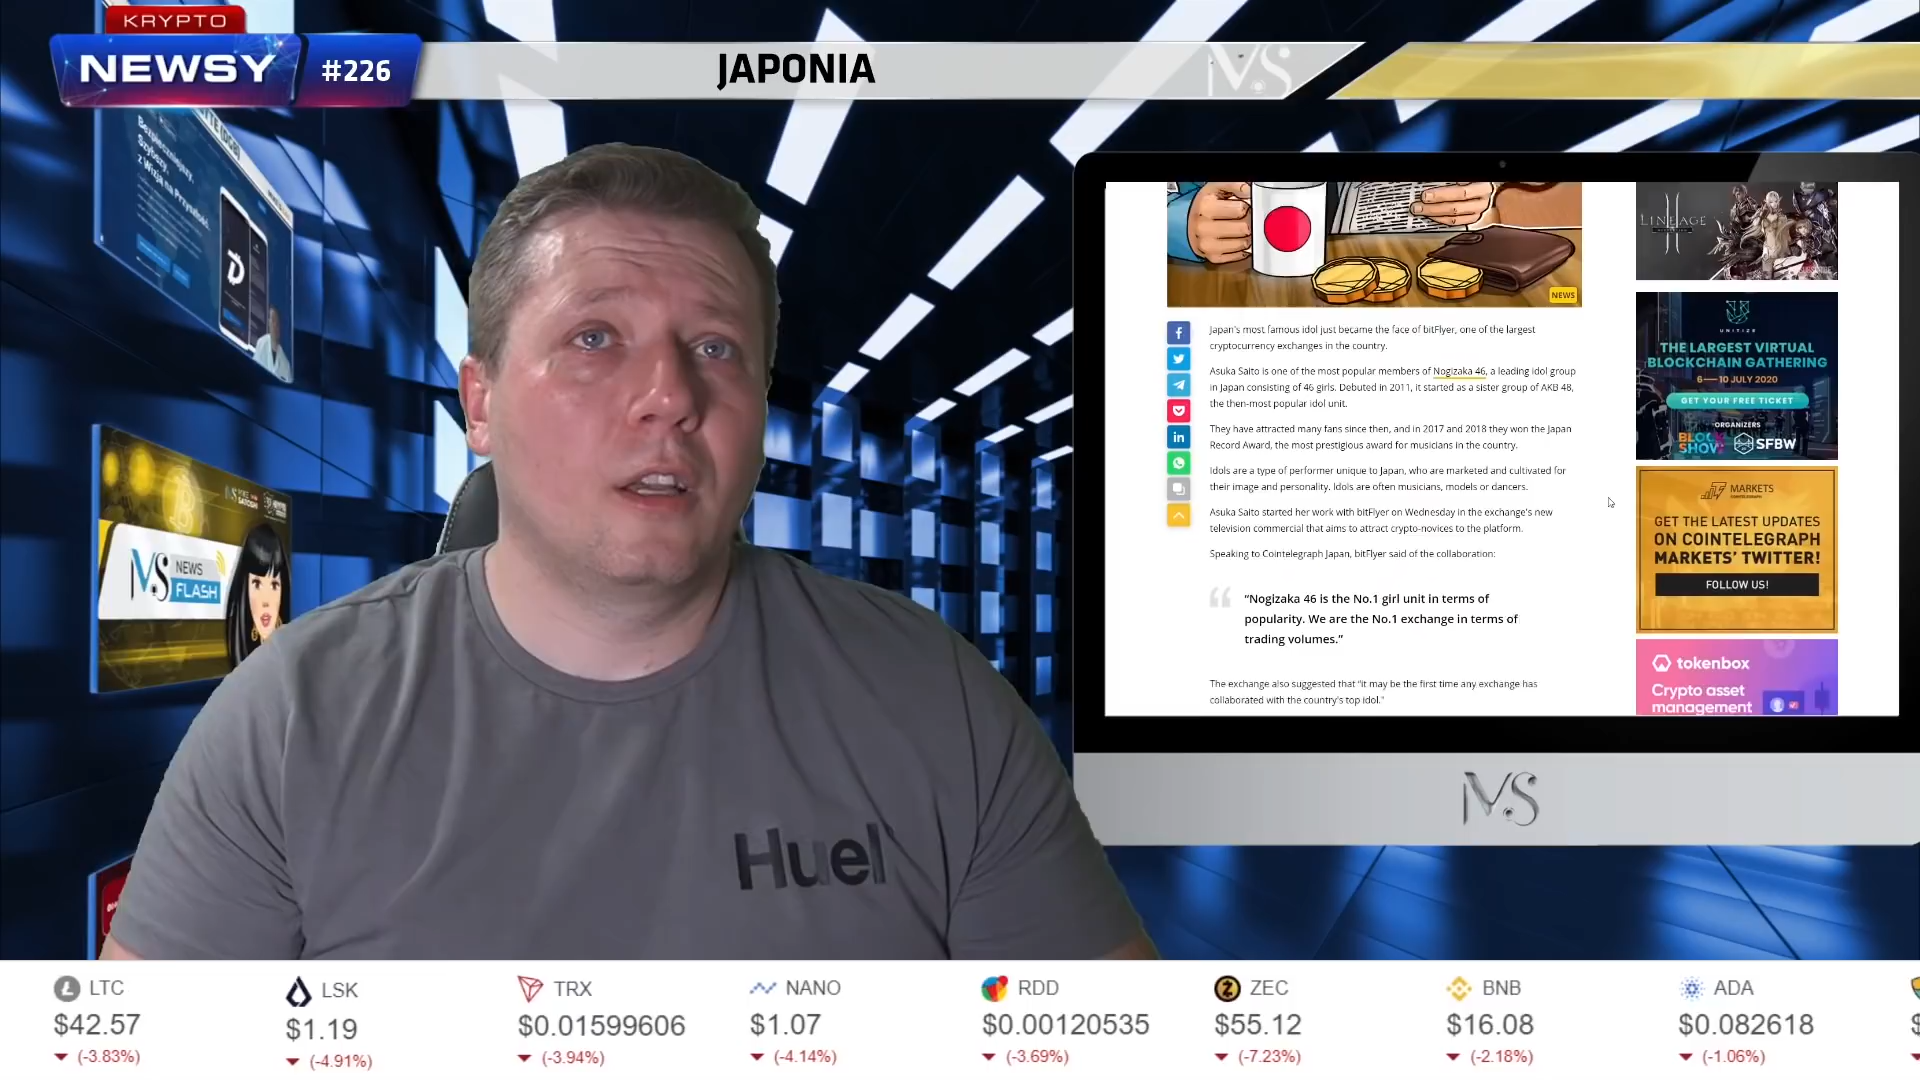 KRYPTO
NEWSY
#226
JAPONIA
MS
Bezpieczniejszy,
Szybszy,
z Wizją na Przyszłość
LINEAGE
II
NEWS
Japan's most famous idol just became the face of bitFlyer, one of the largest
cryptocurrency exchanges in the country.
Asuka Saito is one of the most popular members of Nogizaka 46, a leading idol group
in Japan consisting of 46 girls. Debuted in 2011, it started as a sister group of AKB 48,
the then-most popular idol unit.
They have attracted many fans since then, and in 2017 and 2018 they won the Japan
Record Award, the most prestigious award for musicians in the country.
Idols are a type of performer unique to Japan, who are marketed and cultivated for
their image and personality. Idols are often musicians, models or dancers.
Asuka Saito started her work with bitFlyer on Wednesday in the exchange's new
television commercial that aims to attract crypto-novices to the platform.
Speaking to Cointelegraph Japan, bitFlyer said of the collaboration:
“Nogizaka 46 is the No.1 girl unit in terms of
popularity. We are the No.1 exchange in terms of
trading volumes.”
The exchange also suggested that "it may be the first time any exchange has
collaborated with the country's top idol."
UNITIZE
THE LARGEST VIRTUAL
BLOCKCHAIN GATHERING
6—10 JULY 2020
GET YOUR FREE TICKET
ORGANIZERS
BLOCK
SHOW
SFBW
MARKETS
COINTELEGRAPH
GET THE LATEST UPDATES
ON COINTELEGRAPH
MARKETS' TWITTER!
FOLLOW US!
tokenbox
Crypto asset
management
MS
MS
NEWS
FLASH
Huel
LTC
$42.57
(-3.83%)
LSK
$1.19
(-4.91%)
TRX
$0.01599606
(-3.94%)
NANO
$1.07
(-4.14%)
RDD
$0.00120535
(-3.69%)
ZEC
$55.12
(-7.23%)
BNB
$16.08
(-2.18%)
ADA
$0.082618
(-1.06%)
$